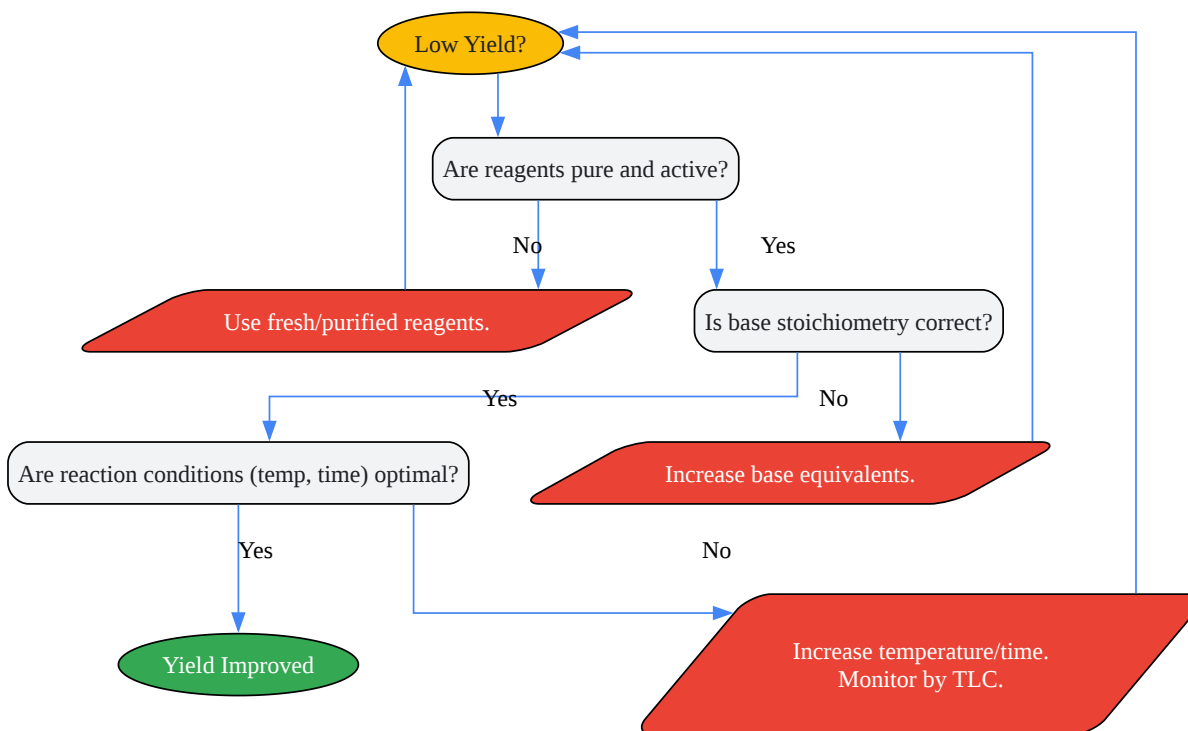 Low Yield?
Are reagents pure and active?
No
Yes
Use fresh/purified reagents.
Is base stoichiometry correct?
Yes
No
Are reaction conditions (temp, time) optimal?
Increase base equivalents.
Yes
No
Yield Improved
Increase temperature/time.
Monitor by TLC.